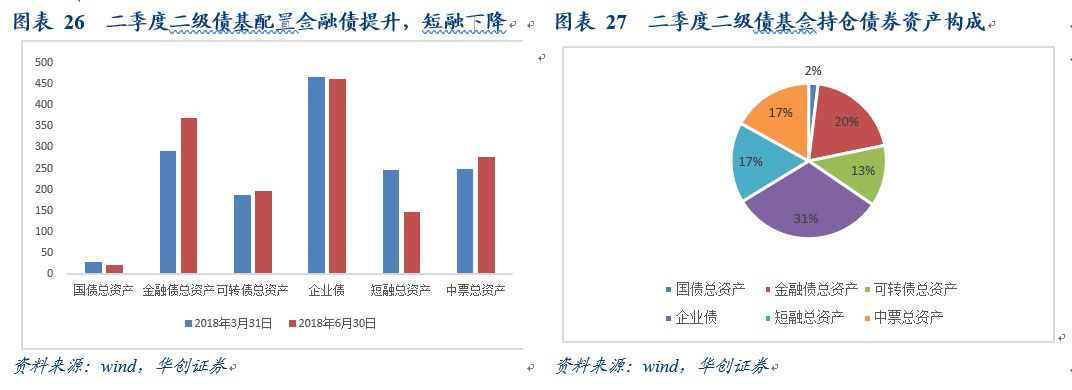 图表 26 二季度二级债基配置金融债提升，短融下降
500
450
400
350
300
250
200
150
100
50
0
国债总资产 金融债总资产 可转债总资产 企业债 短融总资产 中票总资产
2018年3月31日 2018年6月30日
资料来源：wind，华创证券
图表 27 二季度二级债基金持仓债券资产构成
2%
20%
13%
31%
17%
17%
国债总资产 金融债总资产 可转债总资产
企业债 短融总资产 中票总资产
资料来源：wind，华创证券